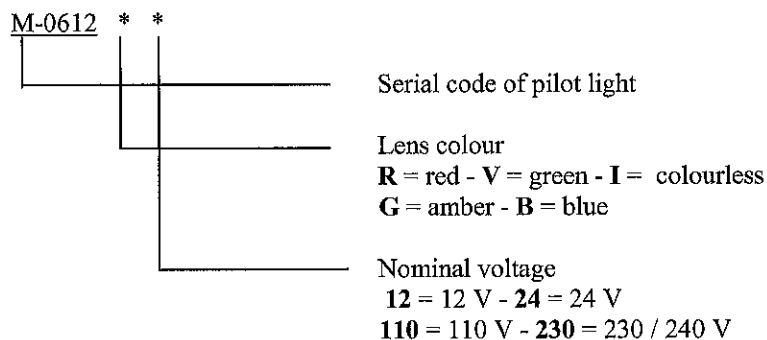 M-0612 * *
Serial code of pilot light
Lens colour
R = red - V = green - I = colourless
G = amber - B = blue
Nominal voltage
12 = 12 V - 24 = 24 V
110 = 110 V - 230 = 230 / 240 V